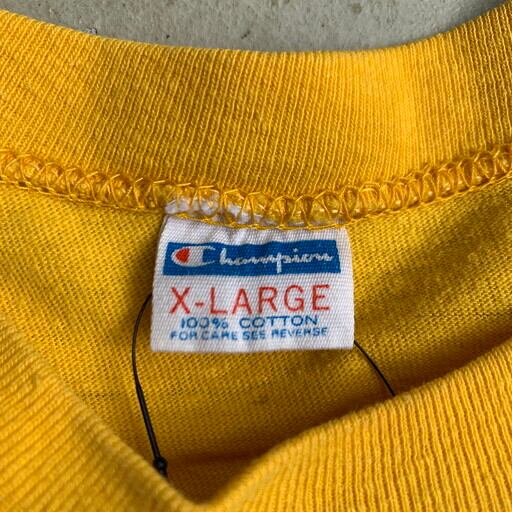 Champion
X-LARGE
100% COTTON
FOR CARE SEE REVERSE